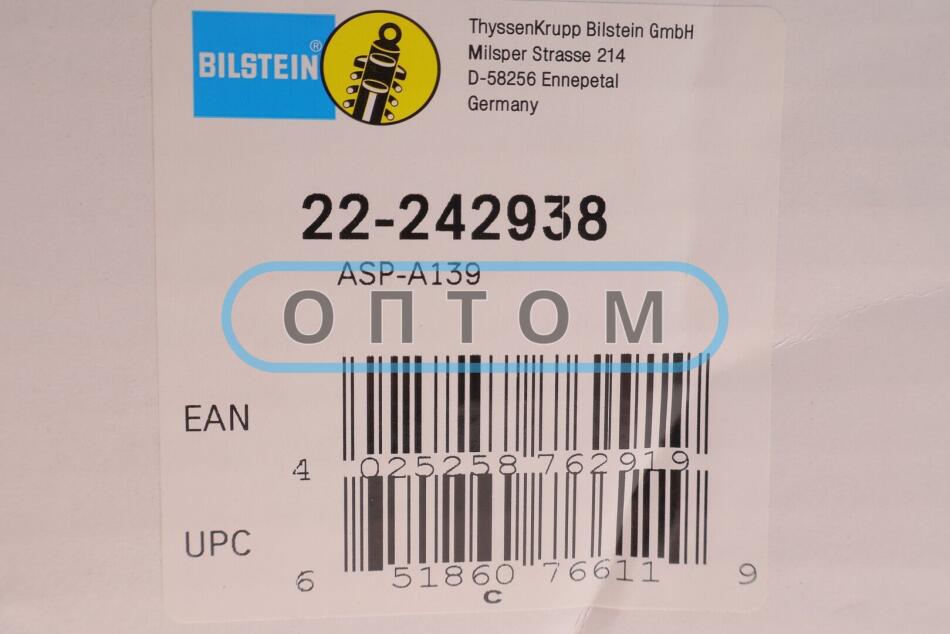 BILSTEIN®
ThyssenKrupp Bilstein GmbH
Milsper Strasse 214
D-58256 Ennepetal
Germany
22-242938
ASP-A139
ОПТОМ
EAN
4 025258 762919
UPC
6 51860 76611 9
C